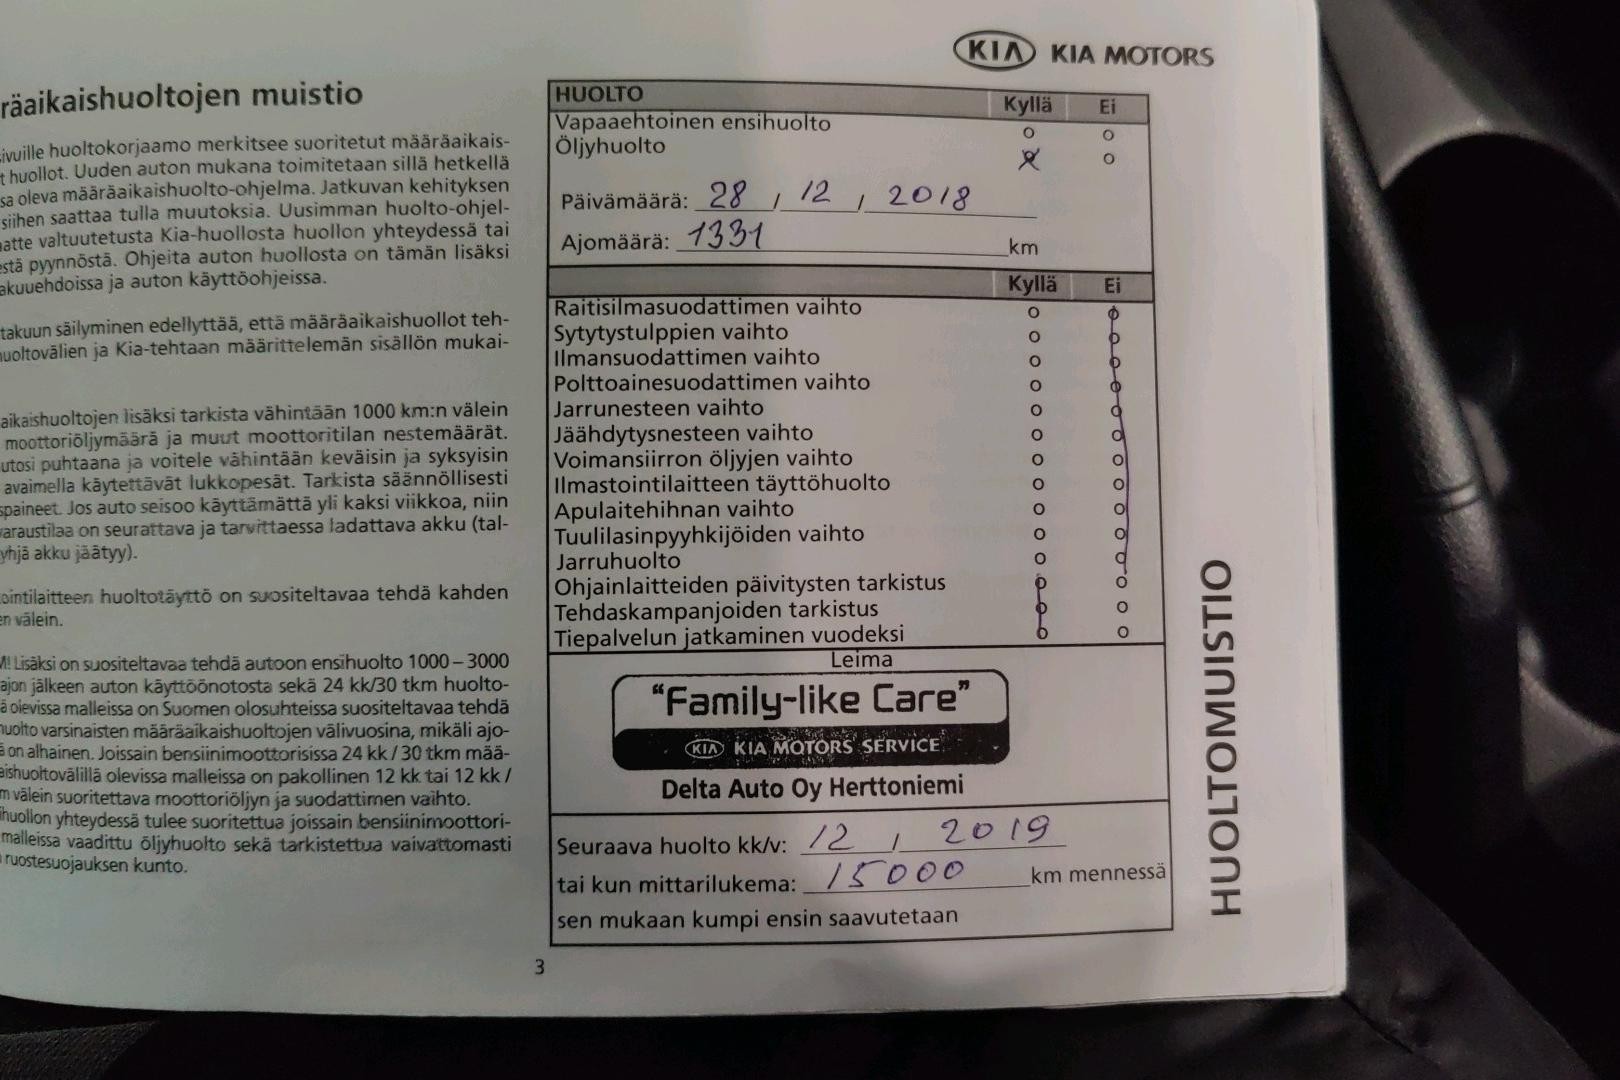 KIA KIA MOTORS
räaikaishuoltojen muistio
ivuille huoltokorjaamo merkitsee suoritetut määräaikais-
t huollot. Uuden auton mukana toimitetaan sillä hetkellä
sa oleva määräaikaishuolto-ohjelma. Jatkuvan kehityksen
siihen saattaa tulla muutoksia. Uusimman huolto-ohjel-
atte valtuutetusta Kia-huollosta huollon yhteydessä tai
estä pyynnöstä. Ohjeita auton huollosta on tämän lisäksi
akuuehdoissa ja auton käyttöohjeissa.
takuun säilyminen edellyttää, että määräaikaishuollot teh-
uoltovälien ja Kia-tehtaan määrittelemän sisällön mukai-
aikaishuoltojen lisäksi tarkista vähintään 1000 km:n välein
moottoriöljymäärä ja muut moottoritilan nestemäärät.
utosi puhtaana ja voitele vähintään keväisin ja syksyisin
avaimella käytettävät lukkopesät. Tarkista säännöllisesti
spaineet. Jos auto seisoo käyttämättä yli kaksi viikkoa, niin
varaustilaa on seurattava ja tarvittaessa ladattava akku (tal-
yhjä akku jäätyy).
ointilaitteen huoltotäyttö on suositeltavaa tehdä kahden
en välein.
M! Lisäksi on suositeltavaa tehdä autoon ensihuolto 1000 – 3000
ajon jälkeen auton käyttöönotosta sekä 24 kk/30 tkm huolto-
ä olevissa malleissa on Suomen olosuhteissa suositeltavaa tehdä
huolto varsinaisten määräaikaishuoltojen välivuosina, mikäli ajo-
ä on alhainen. Joissain bensiinimoottorisissa 24 kk / 30 tkm mää-
aishuoltovälillä olevissa malleissa on pakollinen 12 kk tai 12 kk /
m välein suoritettava moottoriöljyn ja suodattimen vaihto.
ihuollon yhteydessä tulee suoritettua joissain bensiinimoottori-
malleissa vaadittu öljyhuolto sekä tarkistettua vaivattomasti
ruostesuojauksen kunto.
HUOLTO Kyllä Ei
Vapaaehtoinen ensihuolto
Öljyhuolto
Päivämäärä: 28 / 12 / 2018
Ajomäärä: 1331 km
Kyllä Ei
Raitisilmasuodattimen vaihto
Sytytystulppien vaihto
Ilmansuodattimen vaihto
Polttoainesuodattimen vaihto
Jarrunesteen vaihto
Jäähdytysnesteen vaihto
Voimansiirron öljyjen vaihto
Ilmastointilaitteen täyttöhuolto
Apulaitehihnan vaihto
Tuulilasinpyyhkijöiden vaihto
Jarruhuolto
Ohjainlaitteiden päivitysten tarkistus
Tehdaskampanjoiden tarkistus
Tiepalvelun jatkaminen vuodeksi
Leima
"Family-like Care"
KIA KIA MOTORS SERVICE
Delta Auto Oy Herttoniemi
Seuraava huolto kk/v: 12 / 2019
tai kun mittarilukema: 15000 km mennessä
sen mukaan kumpi ensin saavutetaan
3
HUOLTOMUISTIO